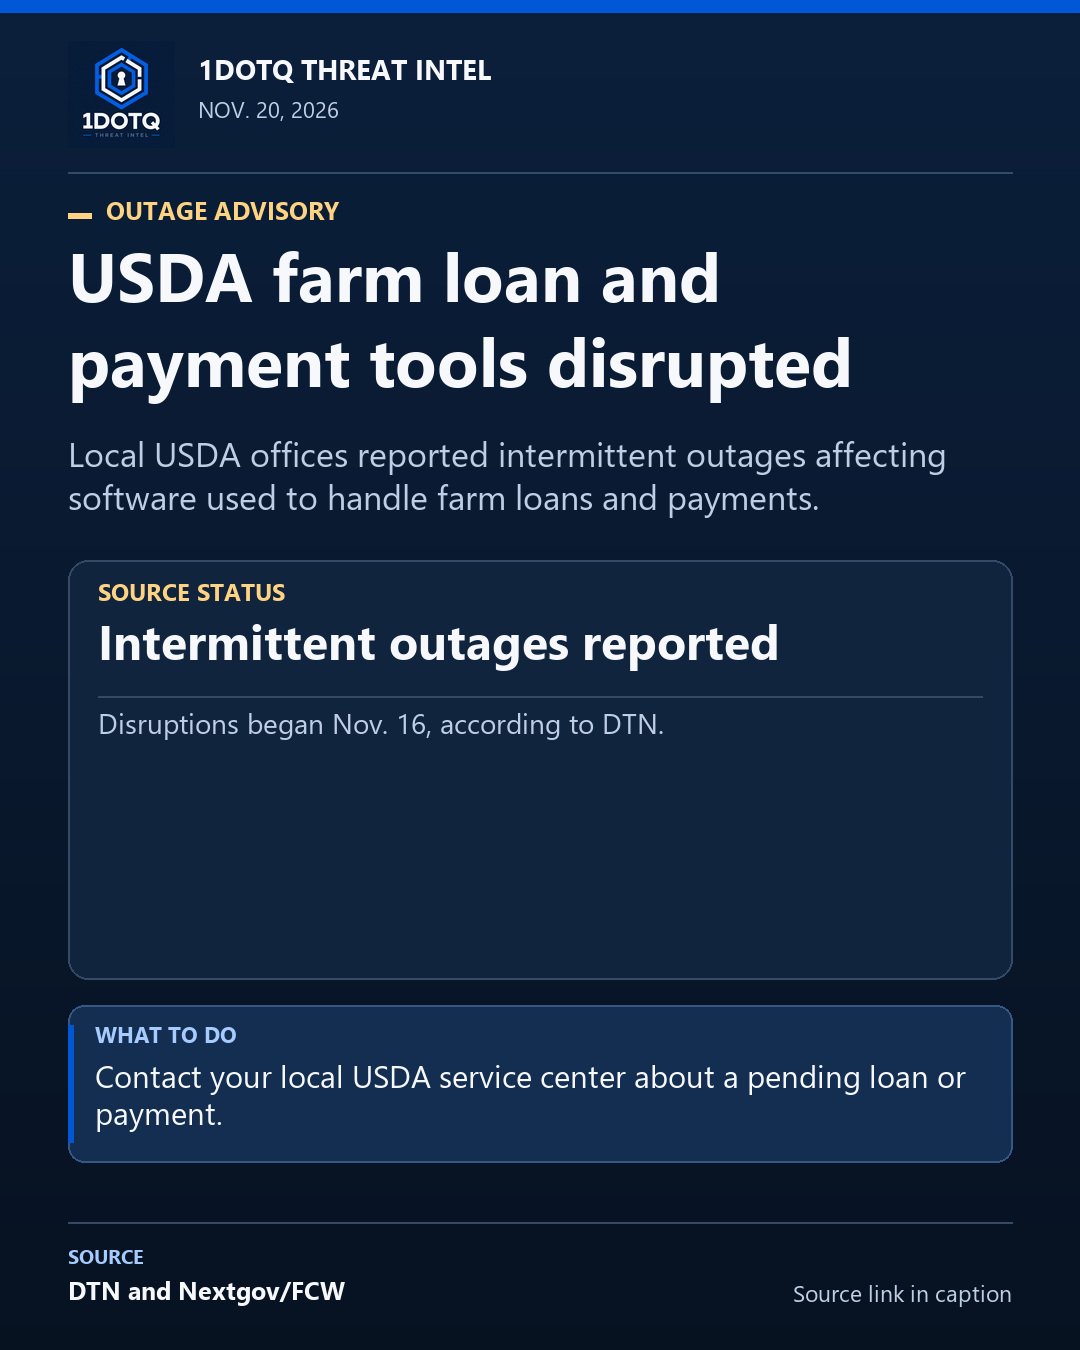 1DOTQ
THREAT INTEL
1DOTQ THREAT INTEL
NOV. 20, 2026
OUTAGE ADVISORY
USDA farm loan and
payment tools disrupted
Local USDA offices reported intermittent outages affecting
software used to handle farm loans and payments.
SOURCE STATUS
Intermittent outages reported
Disruptions began Nov. 16, according to DTN.
WHAT TO DO
Contact your local USDA service center about a pending loan or
payment.
SOURCE
DTN and Nextgov/FCW
Source link in caption